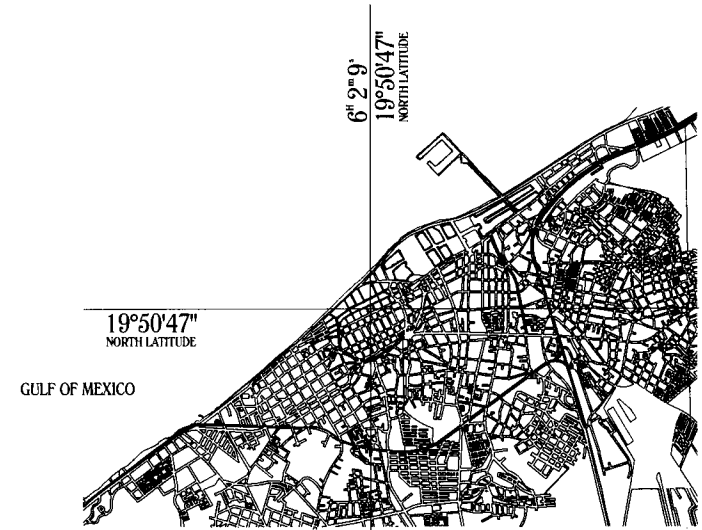 6ᴴ 2ᵐ 9ˢ
19°50'47"
NORTH LATITUDE
19°50'47"
NORTH LATITUDE
GULF OF MEXICO